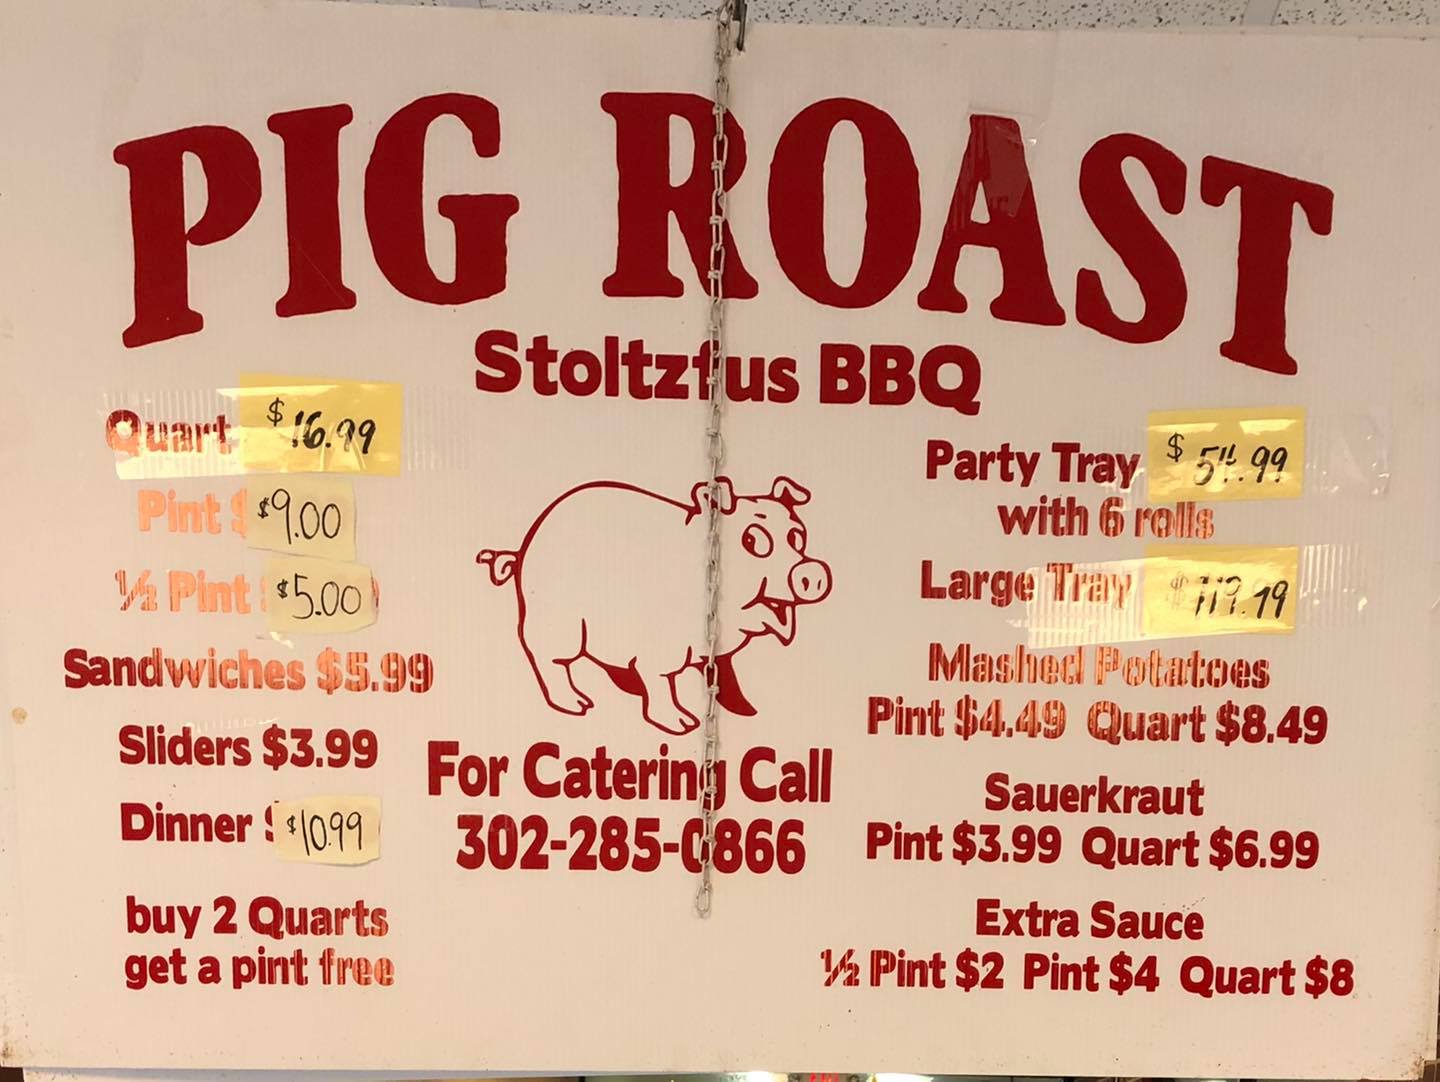 PIG ROAST
Stoltzfus BBQ
Quart $16.99
Pint $ $9.00
½ Pint $5.00
Sandwiches $5.99
Sliders $3.99
Dinner $ $10.99
buy 2 Quarts
get a pint free
For Catering Call
302-285-0866
Party Tray $54.99
with 6 rolls
Large Tray
Mashed Potatoes
Pint $4.49 Quart $8.49
Sauerkraut
Pint $3.99 Quart $6.99
Extra Sauce
½ Pint $2 Pint $4 Quart $8